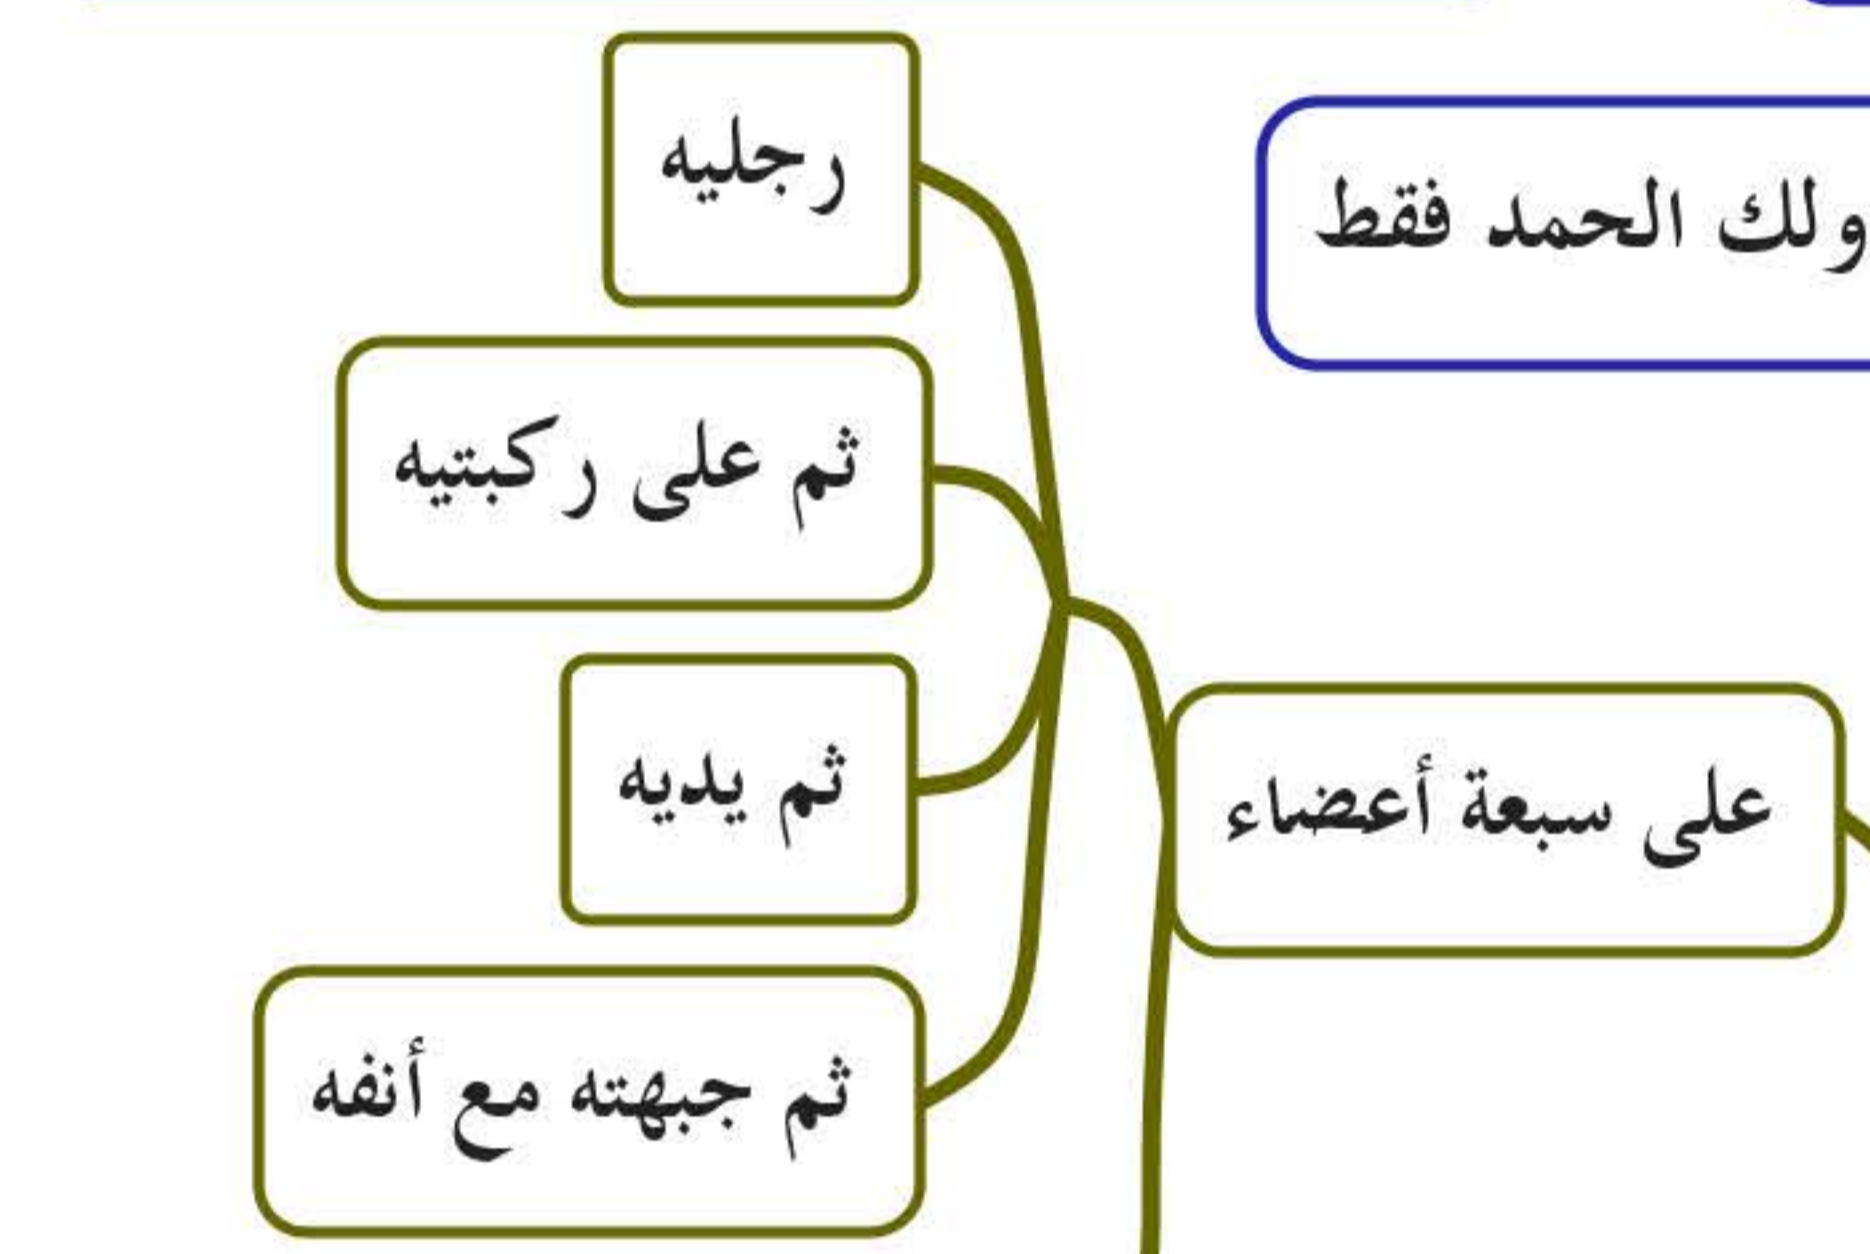 ولك الحمد فقط
على سبعة أعضاء
رجليه
ثم على ركبتيه
ثم يديه
ثم جبهته مع أنفه